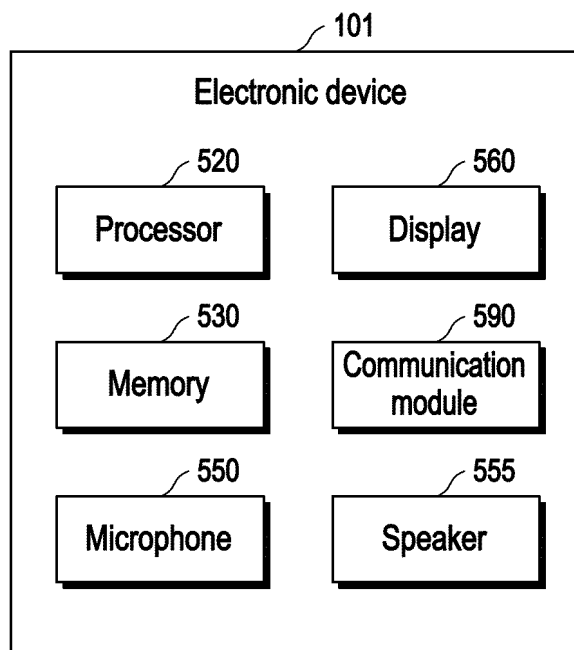 101
Electronic device
520
560
Processor
Display
530
590
Memory
Communication
module
550
555
Microphone
Speaker